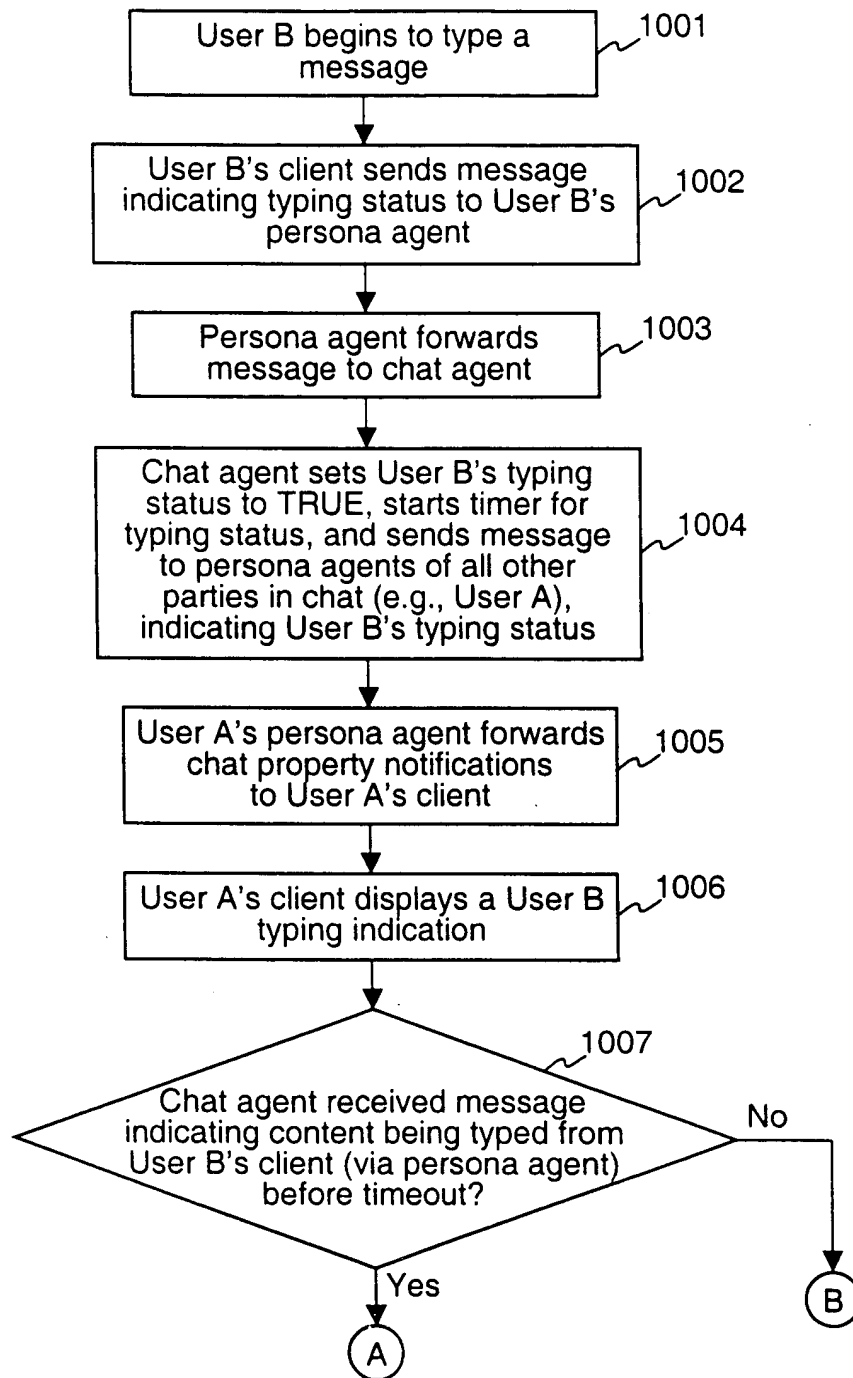 User B begins to type a
message
1001
User B's client sends message
indicating typing status to User B's
persona agent
1002
Persona agent forwards
message to chat agent
1003
Chat agent sets User B's typing
status to TRUE, starts timer for
typing status, and sends message
to persona agents of all other
parties in chat (e.g., User A),
indicating User B's typing status
1004
User A's persona agent forwards
chat property notifications
to User A's client
1005
User A's client displays a User B
typing indication
1006
1007
Chat agent received message
indicating content being typed from
User B's client (via persona agent)
before timeout?
No
Yes
B
A